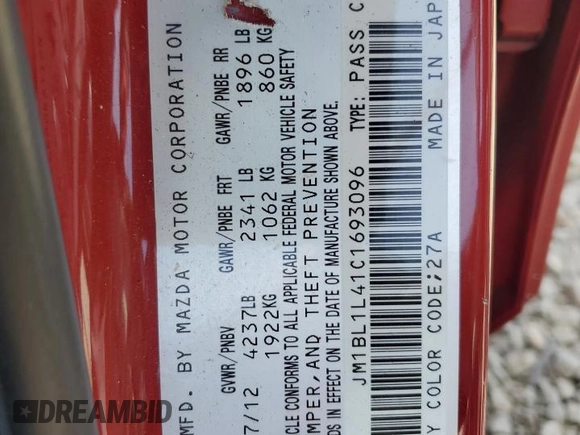 MFD. BY MAZDA MOTOR CORPORATION
GVWR/PNBV GAWR/PNBE FRT GAWR/PNBE RR
7/12 4237LB 2341 LB 1896 LB
1922KG 1062 KG 860 KG
CLE CONFORMS TO ALL APPLICABLE FEDERAL MOTOR VEHICLE SAFETY
MPER, AND THEFT PREVENTION
DS IN EFFECT ON THE DATE OF MANUFACTURE SHOWN ABOVE.
JM1BL1L41C1693096 TYPE: PASS C
Y COLOR CODE;27A MADE IN JAP
DREAMBID